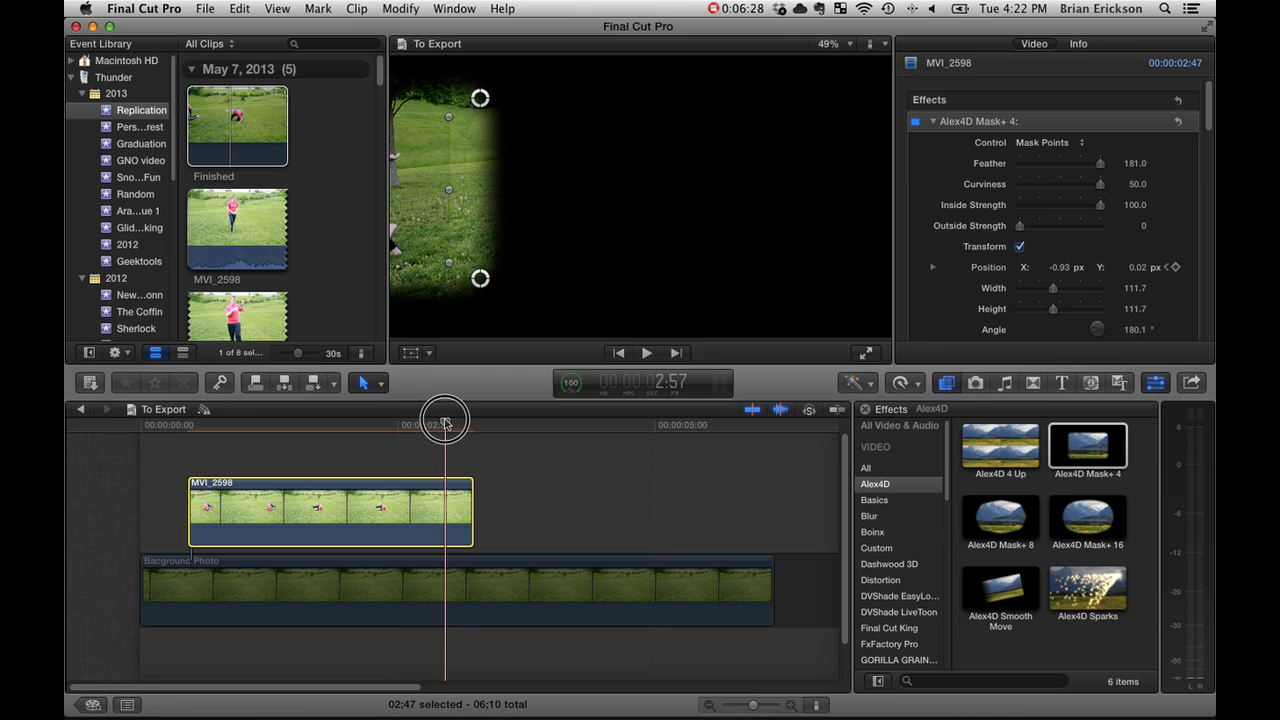 Final Cut Pro File Edit View Mark Clip Modify Window Help 0:06:28 Tue 4:22 PM Brian Erickson
Final Cut Pro
Event Library All Clips
To Export 49%
Video Info
Macintosh HD
Thunder
2013
Replication
Pers...rest
Graduation
GNO video
Sno...Fun
Random
Ara...ue 1
Glid...king
2012
Geektools
2012
New...onn
The Coffin
Sherlock
May 7, 2013 (5)
Finished
MVI_2598
1 of 8 sel... 30s
MVI_2598 00:00:02:47
Effects
Alex4D Mask+ 4:
Control Mask Points
Feather 181.0
Curviness 50.0
Inside Strength 100.0
Outside Strength 0
Transform
Position X: -0.93 px Y: 0.02 px
Width 111.7
Height 111.7
Angle 180.1 °
100 00:00:02:57
HR MIN SEC FR
To Export
00:00:00:00 00:00:05:00
MVI_2598
Bacground Photo
02:47 selected - 06:10 total
Effects Alex4D
All Video & Audio
VIDEO
All
Alex4D
Basics
Blur
Boinx
Custom
Dashwood 3D
Distortion
DVShade EasyLo...
DVShade LiveToon
Final Cut King
FxFactory Pro
GORILLA GRAIN...
Alex4D 4 Up
Alex4D Mask+ 4
Alex4D Mask+ 8
Alex4D Mask+ 16
Alex4D Smooth
Move
Alex4D Sparks
6 items
6
0
-6
-12
-20
-30
-50
L R